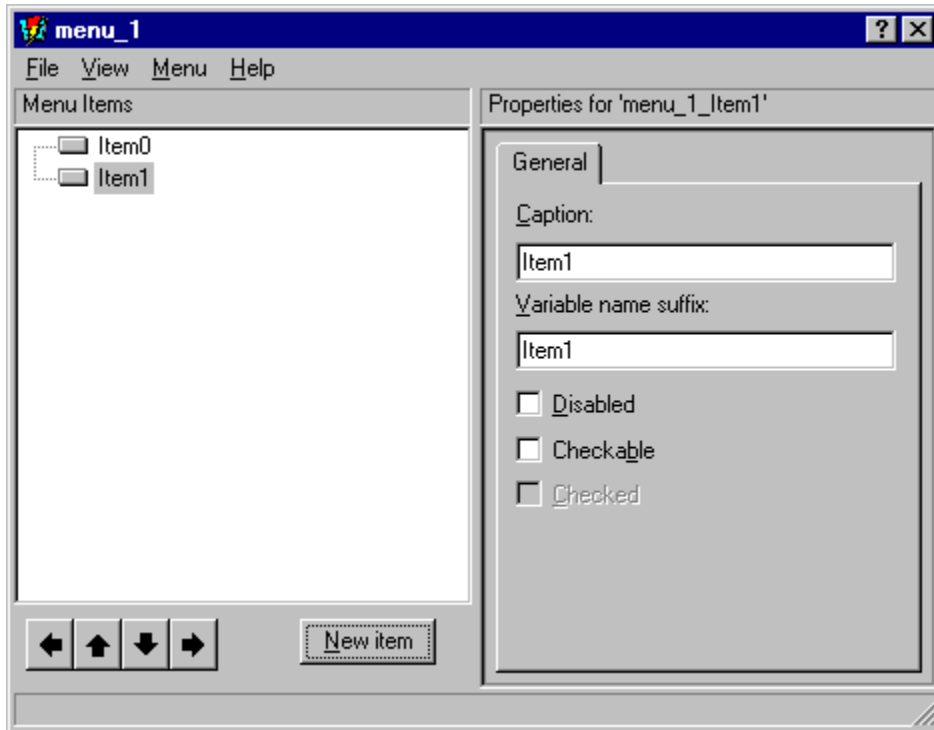 menu_1
File View Menu Help
Menu Items
Item0
Item1
New item
Properties for 'menu_1_Item1'
General
Caption:
Item1
Variable name suffix:
Item1
Disabled
Checkable
Checked